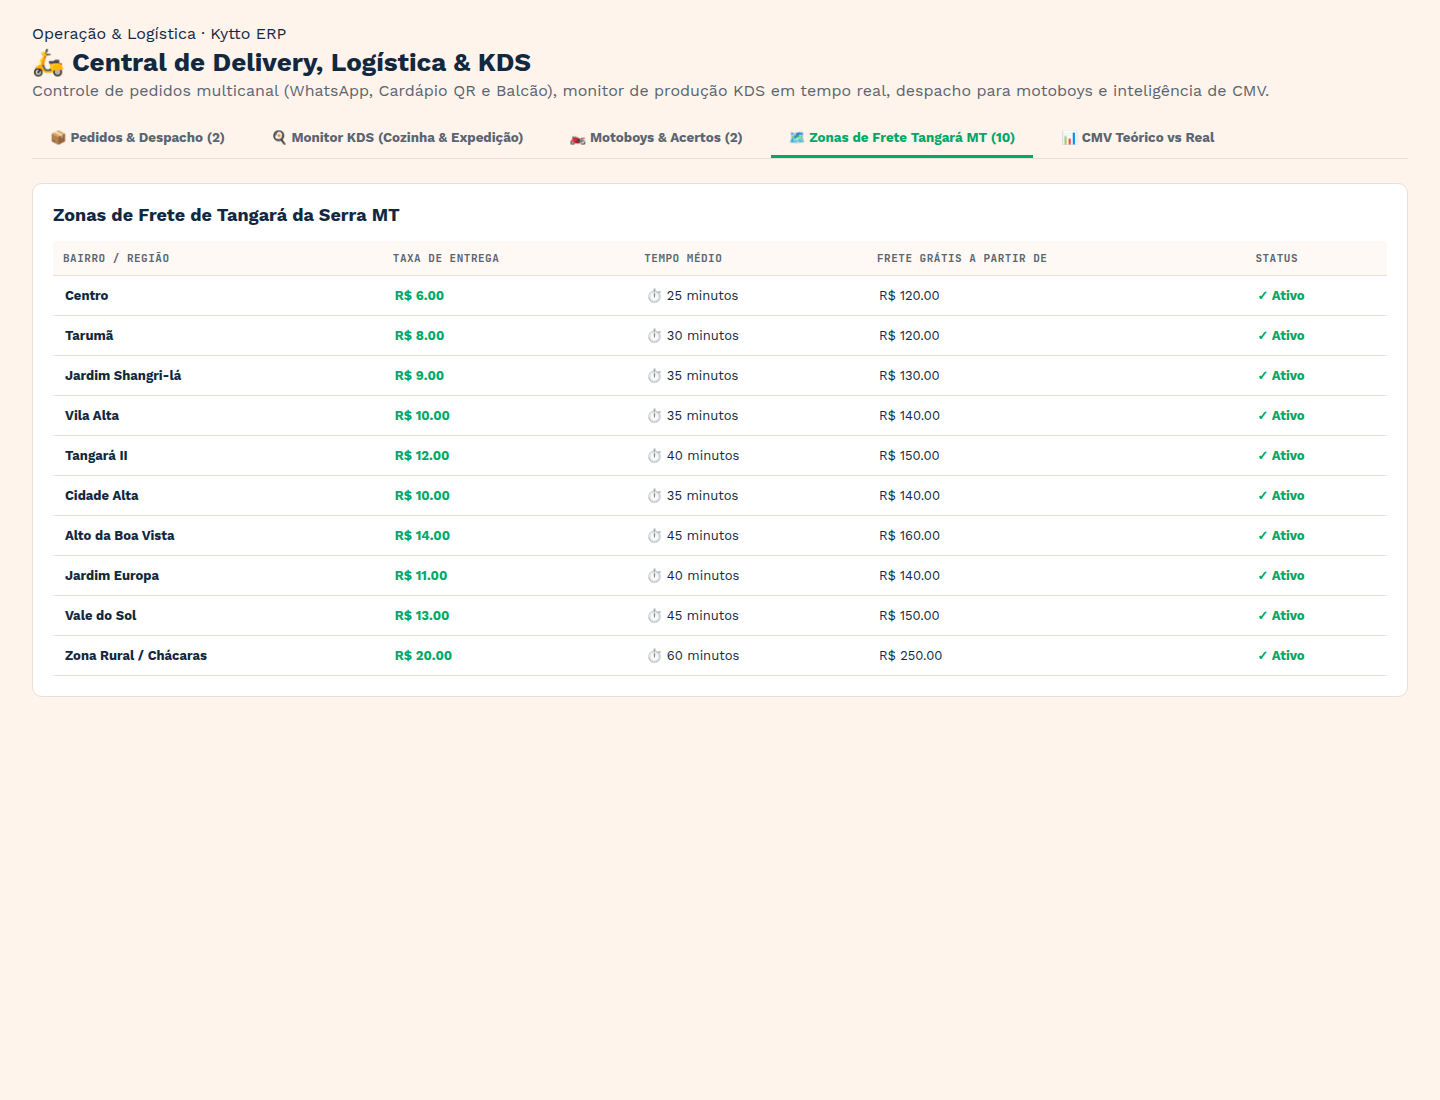 Operação & Logística · Kytto ERP
🛵 Central de Delivery, Logística & KDS
Controle de pedidos multicanal (WhatsApp, Cardápio QR e Balcão), monitor de produção KDS em tempo real, despacho para motoboys e inteligência de CMV.
📦 Pedidos & Despacho (2) 🍳 Monitor KDS (Cozinha & Expedição) 🏍️ Motoboys & Acertos (2) 🗺️ Zonas de Frete Tangará MT (10) 📊 CMV Teórico vs Real
Zonas de Frete de Tangará da Serra MT
BAIRRO / REGIÃO TAXA DE ENTREGA TEMPO MÉDIO FRETE GRÁTIS A PARTIR DE STATUS
Centro R$ 6.00 ⏱️ 25 minutos R$ 120.00 ✓ Ativo
Tarumã R$ 8.00 ⏱️ 30 minutos R$ 120.00 ✓ Ativo
Jardim Shangri-lá R$ 9.00 ⏱️ 35 minutos R$ 130.00 ✓ Ativo
Vila Alta R$ 10.00 ⏱️ 35 minutos R$ 140.00 ✓ Ativo
Tangará II R$ 12.00 ⏱️ 40 minutos R$ 150.00 ✓ Ativo
Cidade Alta R$ 10.00 ⏱️ 35 minutos R$ 140.00 ✓ Ativo
Alto da Boa Vista R$ 14.00 ⏱️ 45 minutos R$ 160.00 ✓ Ativo
Jardim Europa R$ 11.00 ⏱️ 40 minutos R$ 140.00 ✓ Ativo
Vale do Sol R$ 13.00 ⏱️ 45 minutos R$ 150.00 ✓ Ativo
Zona Rural / Chácaras R$ 20.00 ⏱️ 60 minutos R$ 250.00 ✓ Ativo